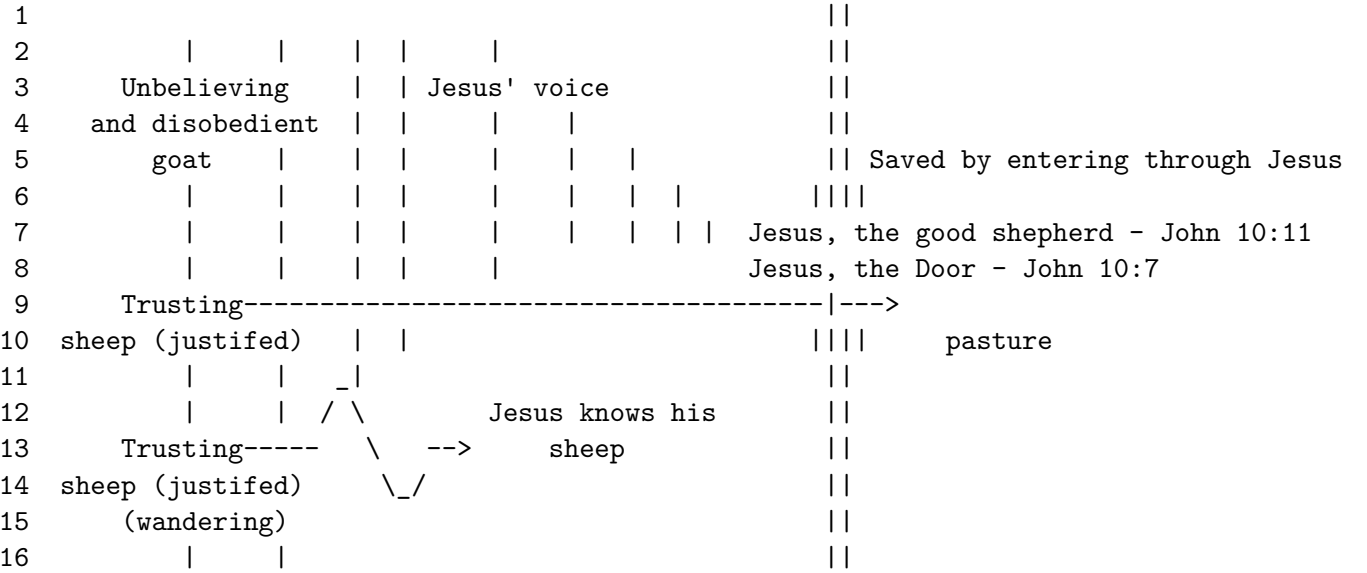 1 ||
2 | | | | | ||
3 Unbelieving | | Jesus' voice ||
4 and disobedient | | | | ||
5 goat | | | | | | || Saved by entering through Jesus
6 | | | | | | | | ||||
7 | | | | | | | | | Jesus, the good shepherd - John 10:11
8 | | | | | Jesus, the Door - John 10:7
9 Trusting--------------------------------------|--->
10 sheep (justifed) | | |||| pasture
11 | | _| ||
12 | | / \ Jesus knows his ||
13 Trusting----- \ --> sheep ||
14 sheep (justifed) \_/ ||
15 (wandering) ||
16 | | ||